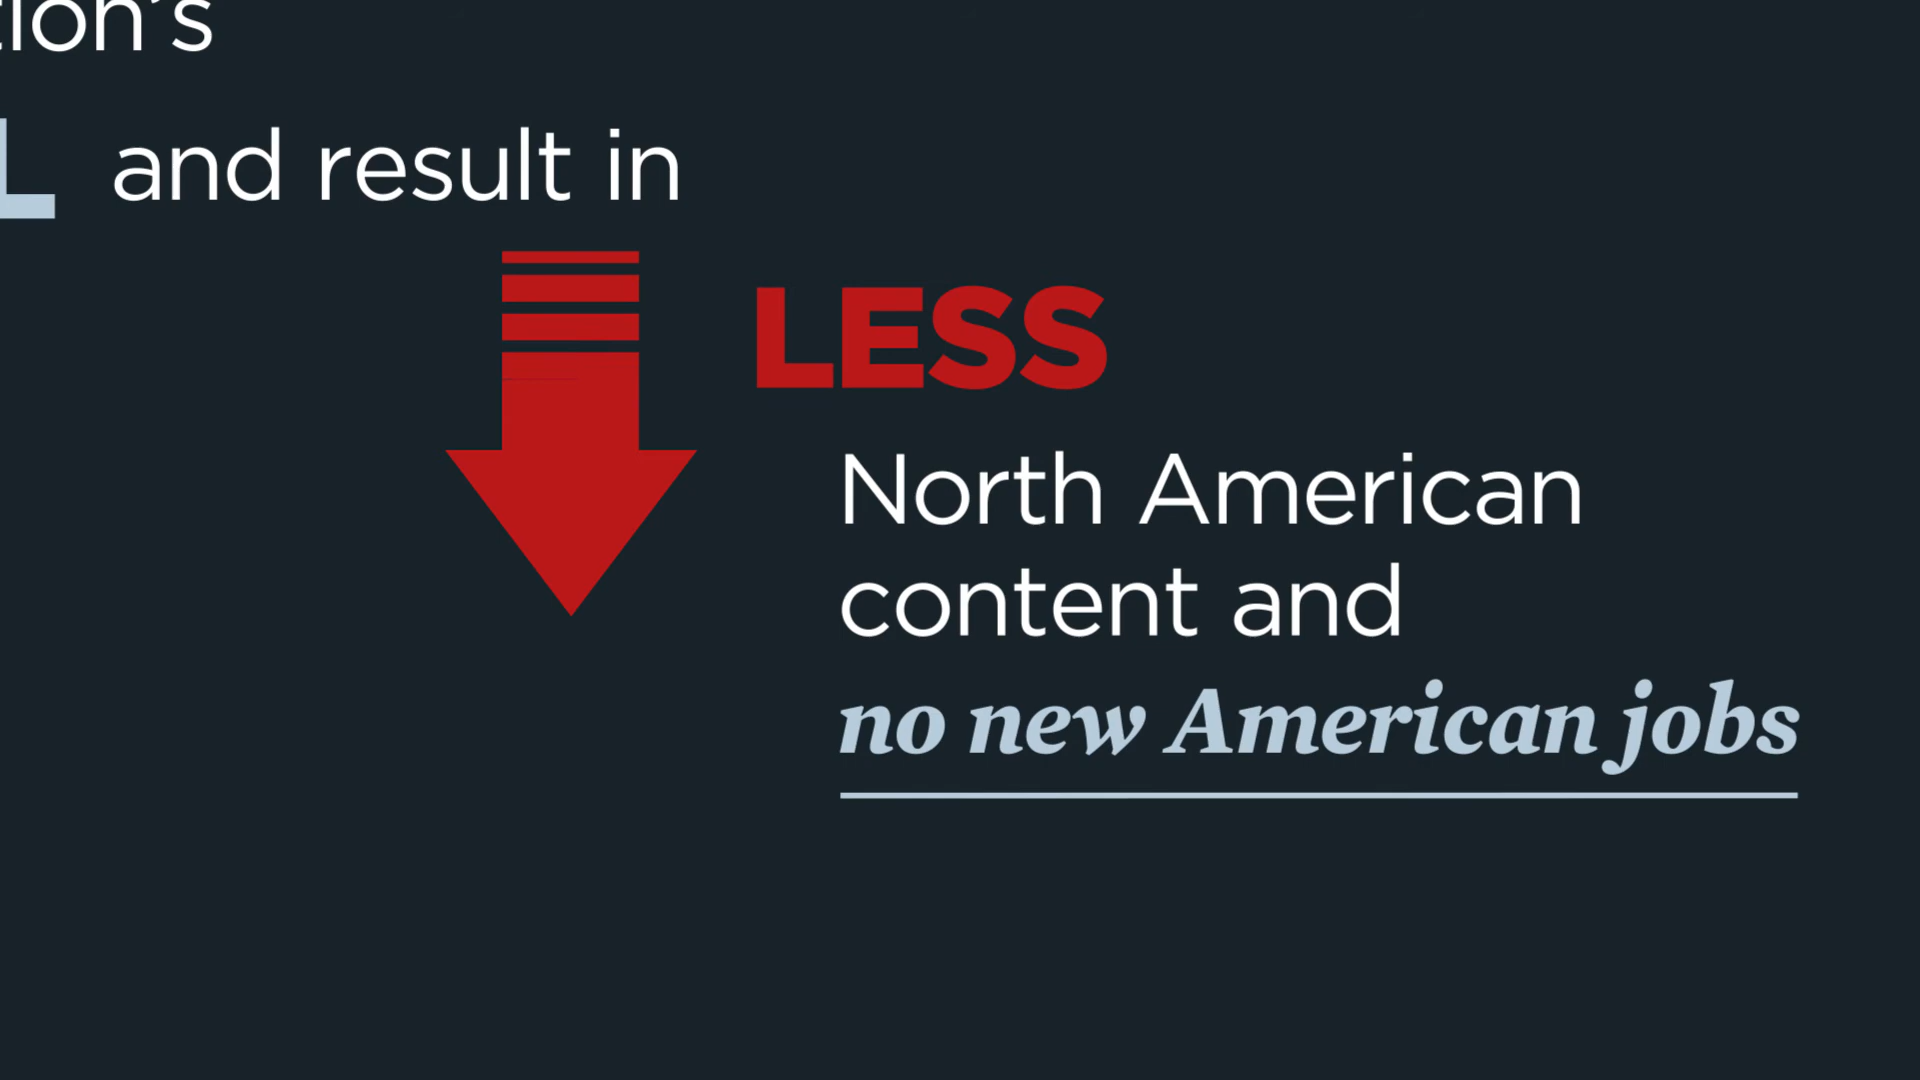 and result in
LESS
North American
content and
no new American jobs